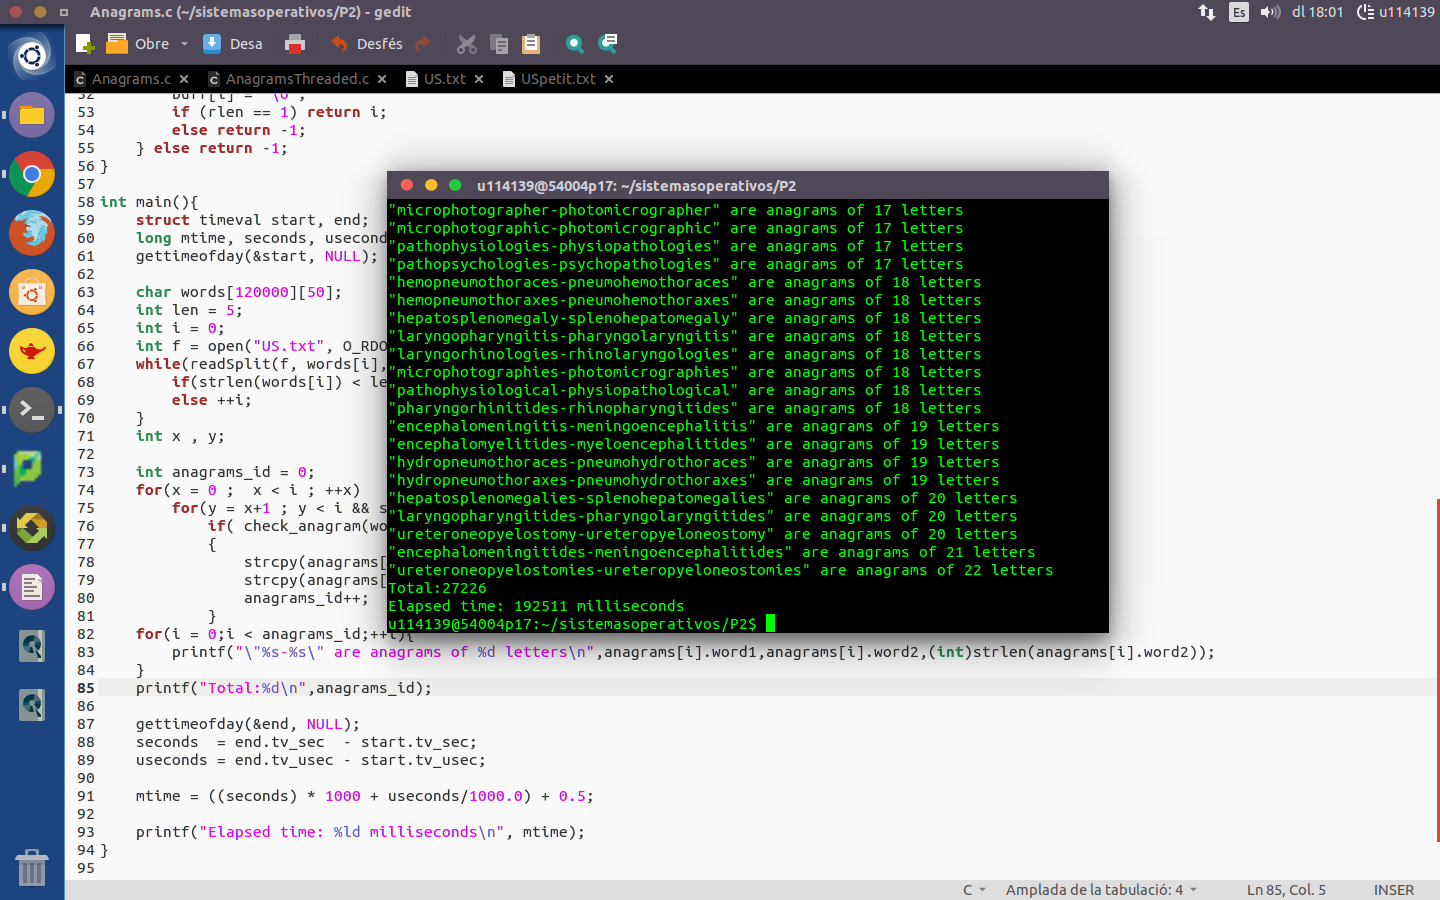 Anagrams.c (~/sistemasoperativos/P2) - gedit
Es
dl 18:01
u114139
Obre
Desa
Desfés
Anagrams.c ×
AnagramsThreaded.c ×
US.txt ×
USpetit.txt ×
52 buff[i] = '\0';
53 if (rlen == 1) return i;
54 else return -1;
55 } else return -1;
56 }
57
58 int main(){
59 struct timeval start, end;
60 long mtime, seconds, usecond
61 gettimeofday(&start, NULL);
62
63 char words[120000][50];
64 int len = 5;
65 int i = 0;
66 int f = open("US.txt", O_RDO
67 while(readSplit(f, words[i],
68 if(strlen(words[i]) < le
69 else ++i;
70 }
71 int x , y;
72
73 int anagrams_id = 0;
74 for(x = 0 ;  x < i ; ++x)
75 for(y = x+1 ; y < i && s
76 if( check_anagram(wo
77 {
78 strcpy(anagrams[
79 strcpy(anagrams[
80 anagrams_id++;
81 }
82 for(i = 0;i < anagrams_id;++i){
83 printf("\"%s-%s\" are anagrams of %d letters\n",anagrams[i].word1,anagrams[i].word2,(int)strlen(anagrams[i].word2));
84 }
85 printf("Total:%d\n",anagrams_id);
86
87 gettimeofday(&end, NULL);
88 seconds  = end.tv_sec  - start.tv_sec;
89 useconds = end.tv_usec - start.tv_usec;
90
91 mtime = ((seconds) * 1000 + useconds/1000.0) + 0.5;
92
93 printf("Elapsed time: %ld milliseconds\n", mtime);
94 }
95
u114139@54004p17: ~/sistemasoperativos/P2
"microphotographer-photomicrographer" are anagrams of 17 letters
"microphotographic-photomicrographic" are anagrams of 17 letters
"pathophysiologies-physiopathologies" are anagrams of 17 letters
"pathopsychologies-psychopathologies" are anagrams of 17 letters
"hemopneumothoraces-pneumohemothoraces" are anagrams of 18 letters
"hemopneumothoraxes-pneumohemothoraxes" are anagrams of 18 letters
"hepatosplenomegaly-splenohepatomegaly" are anagrams of 18 letters
"laryngopharyngitis-pharyngolaryngitis" are anagrams of 18 letters
"laryngorhinologies-rhinolaryngologies" are anagrams of 18 letters
"microphotographies-photomicrographies" are anagrams of 18 letters
"pathophysiological-physiopathological" are anagrams of 18 letters
"pharyngorhinitides-rhinopharyngitides" are anagrams of 18 letters
"encephalomeningitis-meningoencephalitis" are anagrams of 19 letters
"encephalomyelitides-myeloencephalitides" are anagrams of 19 letters
"hydropneumothoraces-pneumohydrothoraces" are anagrams of 19 letters
"hydropneumothoraxes-pneumohydrothoraxes" are anagrams of 19 letters
"hepatosplenomegalies-splenohepatomegalies" are anagrams of 20 letters
"laryngopharyngitides-pharyngolaryngitides" are anagrams of 20 letters
"ureteroneopyelostomy-ureteropyeloneostomy" are anagrams of 20 letters
"encephalomeningitides-meningoencephalitides" are anagrams of 21 letters
"ureteroneopyelostomies-ureteropyeloneostomies" are anagrams of 22 letters
Total:27226
Elapsed time: 192511 milliseconds
u114139@54004p17:~/sistemasoperativos/P2$
C
Amplada de la tabulació: 4
Ln 85, Col. 5
INSER